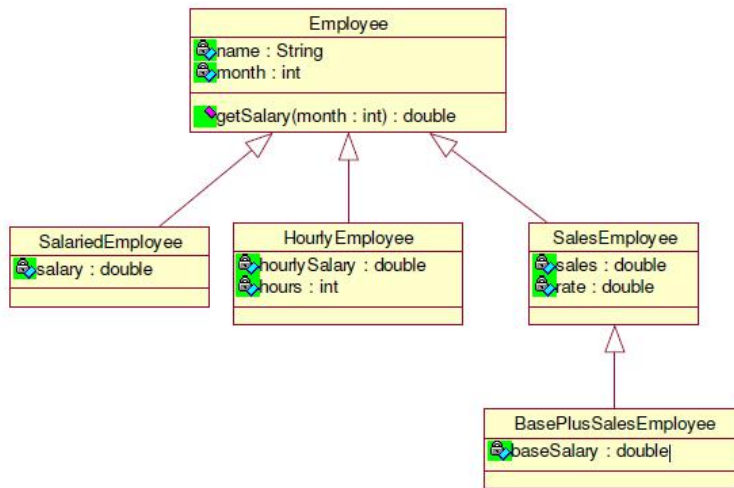 Employee
name : String
month : int
getSalary(month : int) : double
SalariedEmployee
salary : double
HourlyEmployee
hourlySalary : double
hours : int
SalesEmployee
sales : double
rate : double
BasePlusSalesEmployee
baseSalary : double